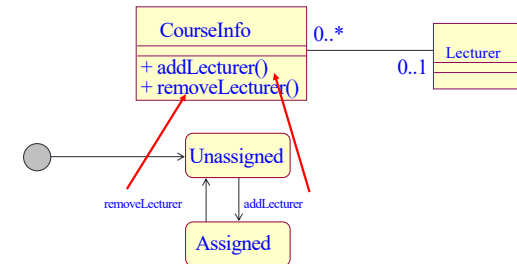 CourseInfo
0..*
Lecturer
+ addLecturer()
0..1
+ removeLecturer()
Unassigned
removeLecturer
addLecturer
Assigned